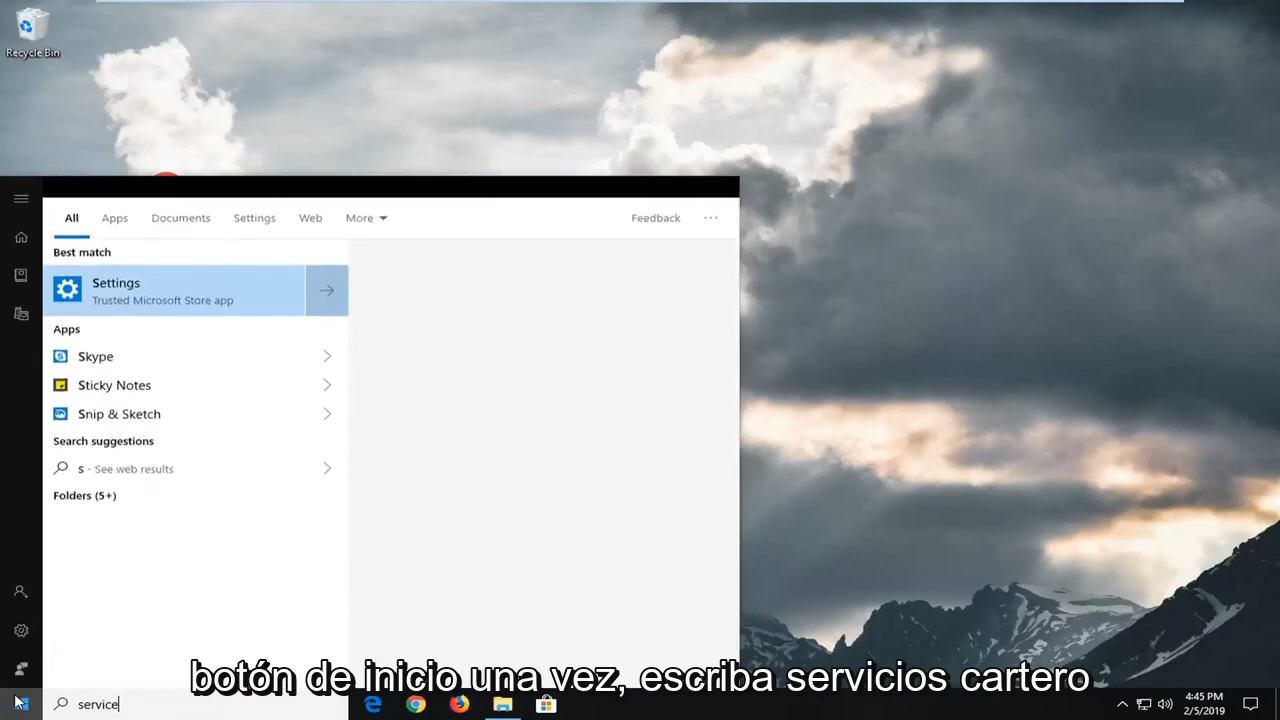 Recycle Bin
All Apps Documents Settings Web More Feedback ...
Best match
Settings
Trusted Microsoft Store app
Apps
Skype
Sticky Notes
Snip & Sketch
Search suggestions
s - See web results
Folders (5+)
botón de inicio una vez, escriba servicios cartero
service
4:45 PM
2/5/2019